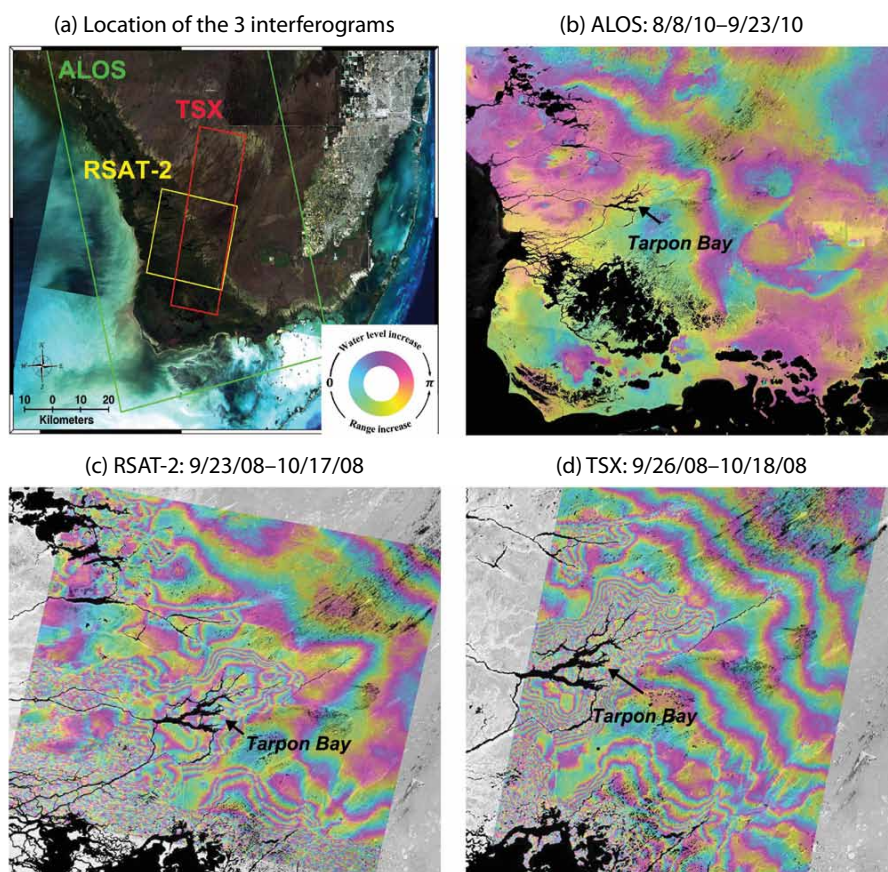 (a) Location of the 3 interferograms
ALOS
TSX
RSAT-2
Water level increase
0
π
Range increase
N
W
E
S
10 0 10 20
Kilometers
(b) ALOS: 8/8/10–9/23/10
Tarpon Bay
(c) RSAT-2: 9/23/08–10/17/08
Tarpon Bay
(d) TSX: 9/26/08–10/18/08
Tarpon Bay